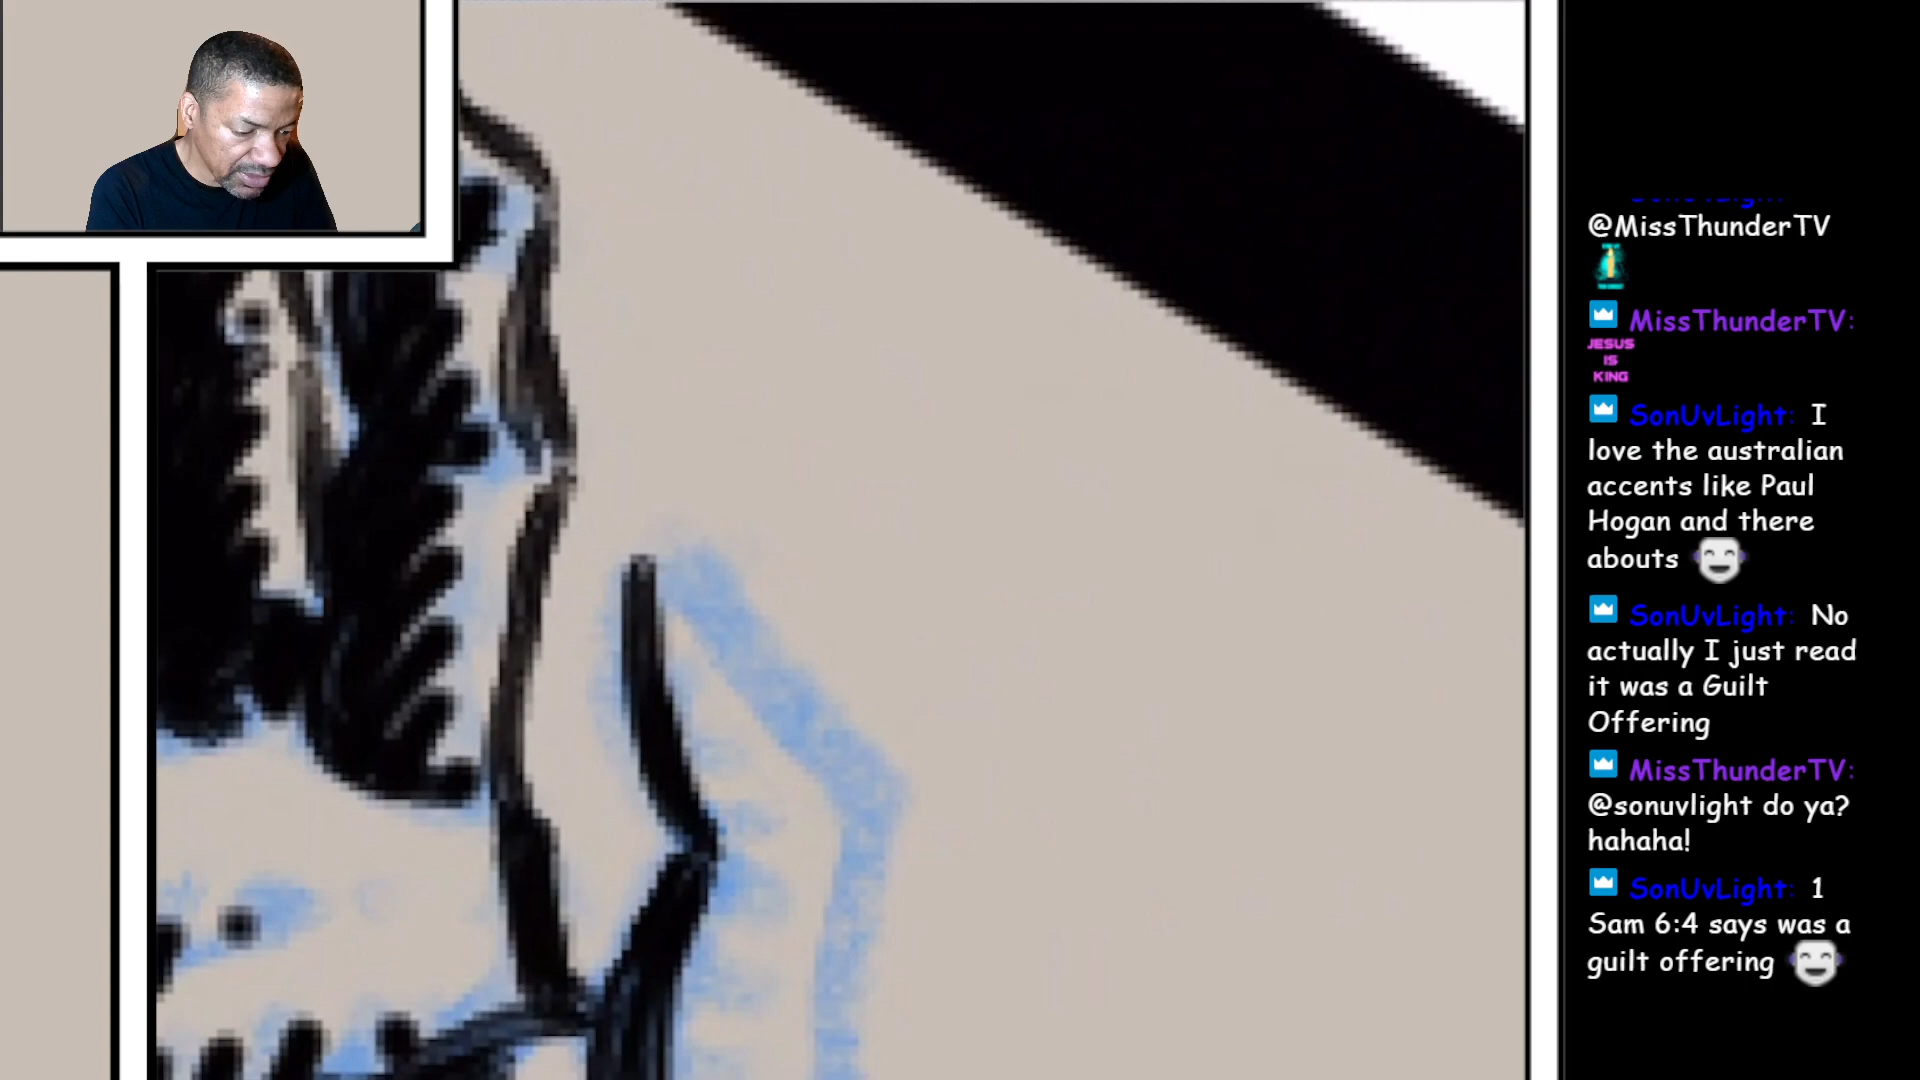 @MissThunderTV
MissThunderTV:
JESUS
IS
KING
SonUvLight: I
love the australian
accents like Paul
Hogan and there
abouts
SonUvLight: No
actually I just read
it was a Guilt
Offering
MissThunderTV:
@sonuvlight do ya?
hahaha!
SonUvLight: 1
Sam 6:4 says was a
guilt offering